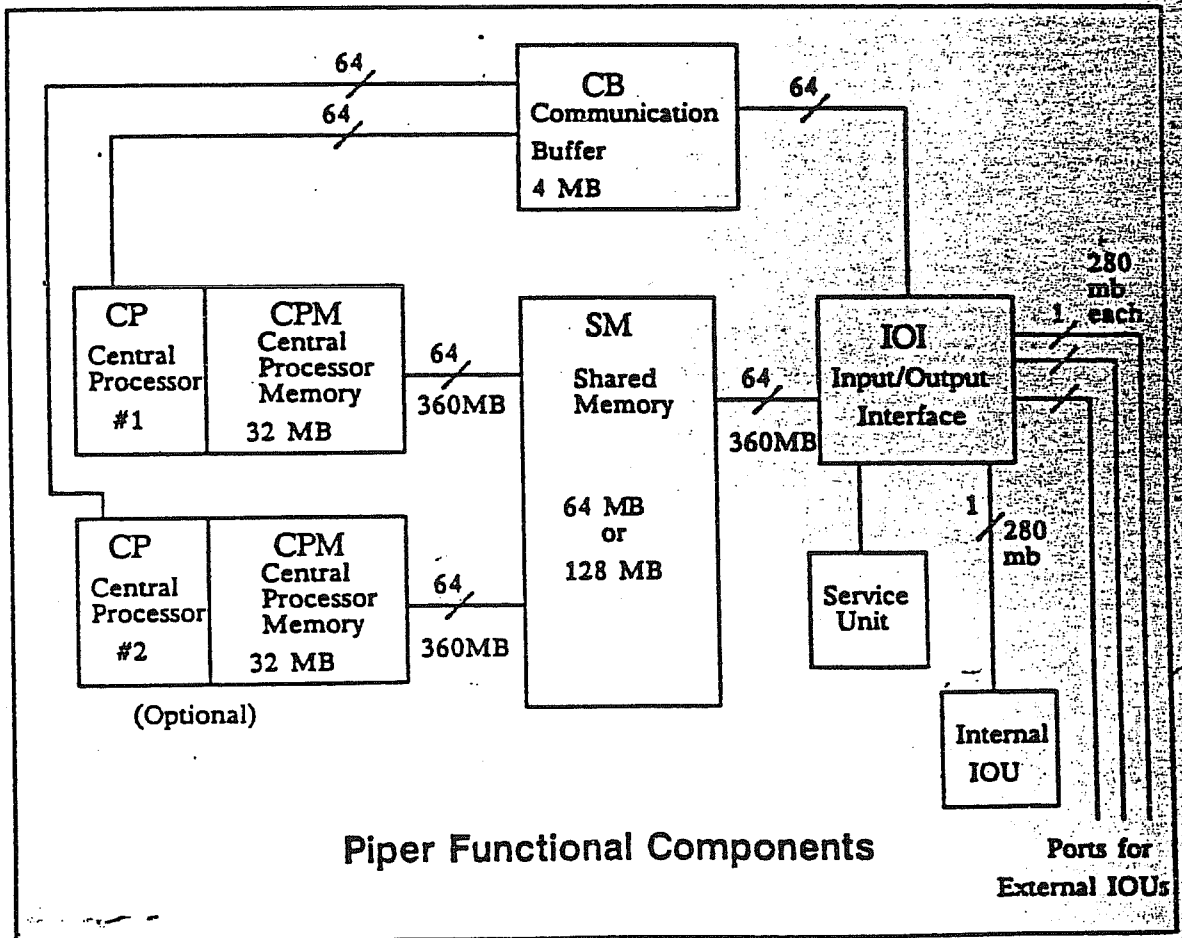 64
64
CB
Communication
Buffer
4 MB
64
280
mb
each
1
CP
Central
Processor
#1
CPM
Central
Processor
Memory
32 MB
64
360MB
SM
Shared
Memory
64 MB
or
128 MB
64
360MB
IOI
Input/Output
Interface
CP
Central
Processor
#2
CPM
Central
Processor
Memory
32 MB
(Optional)
64
360MB
1
280
mb
Service
Unit
Internal
IOU
Ports for
External IOUs
Piper Functional Components